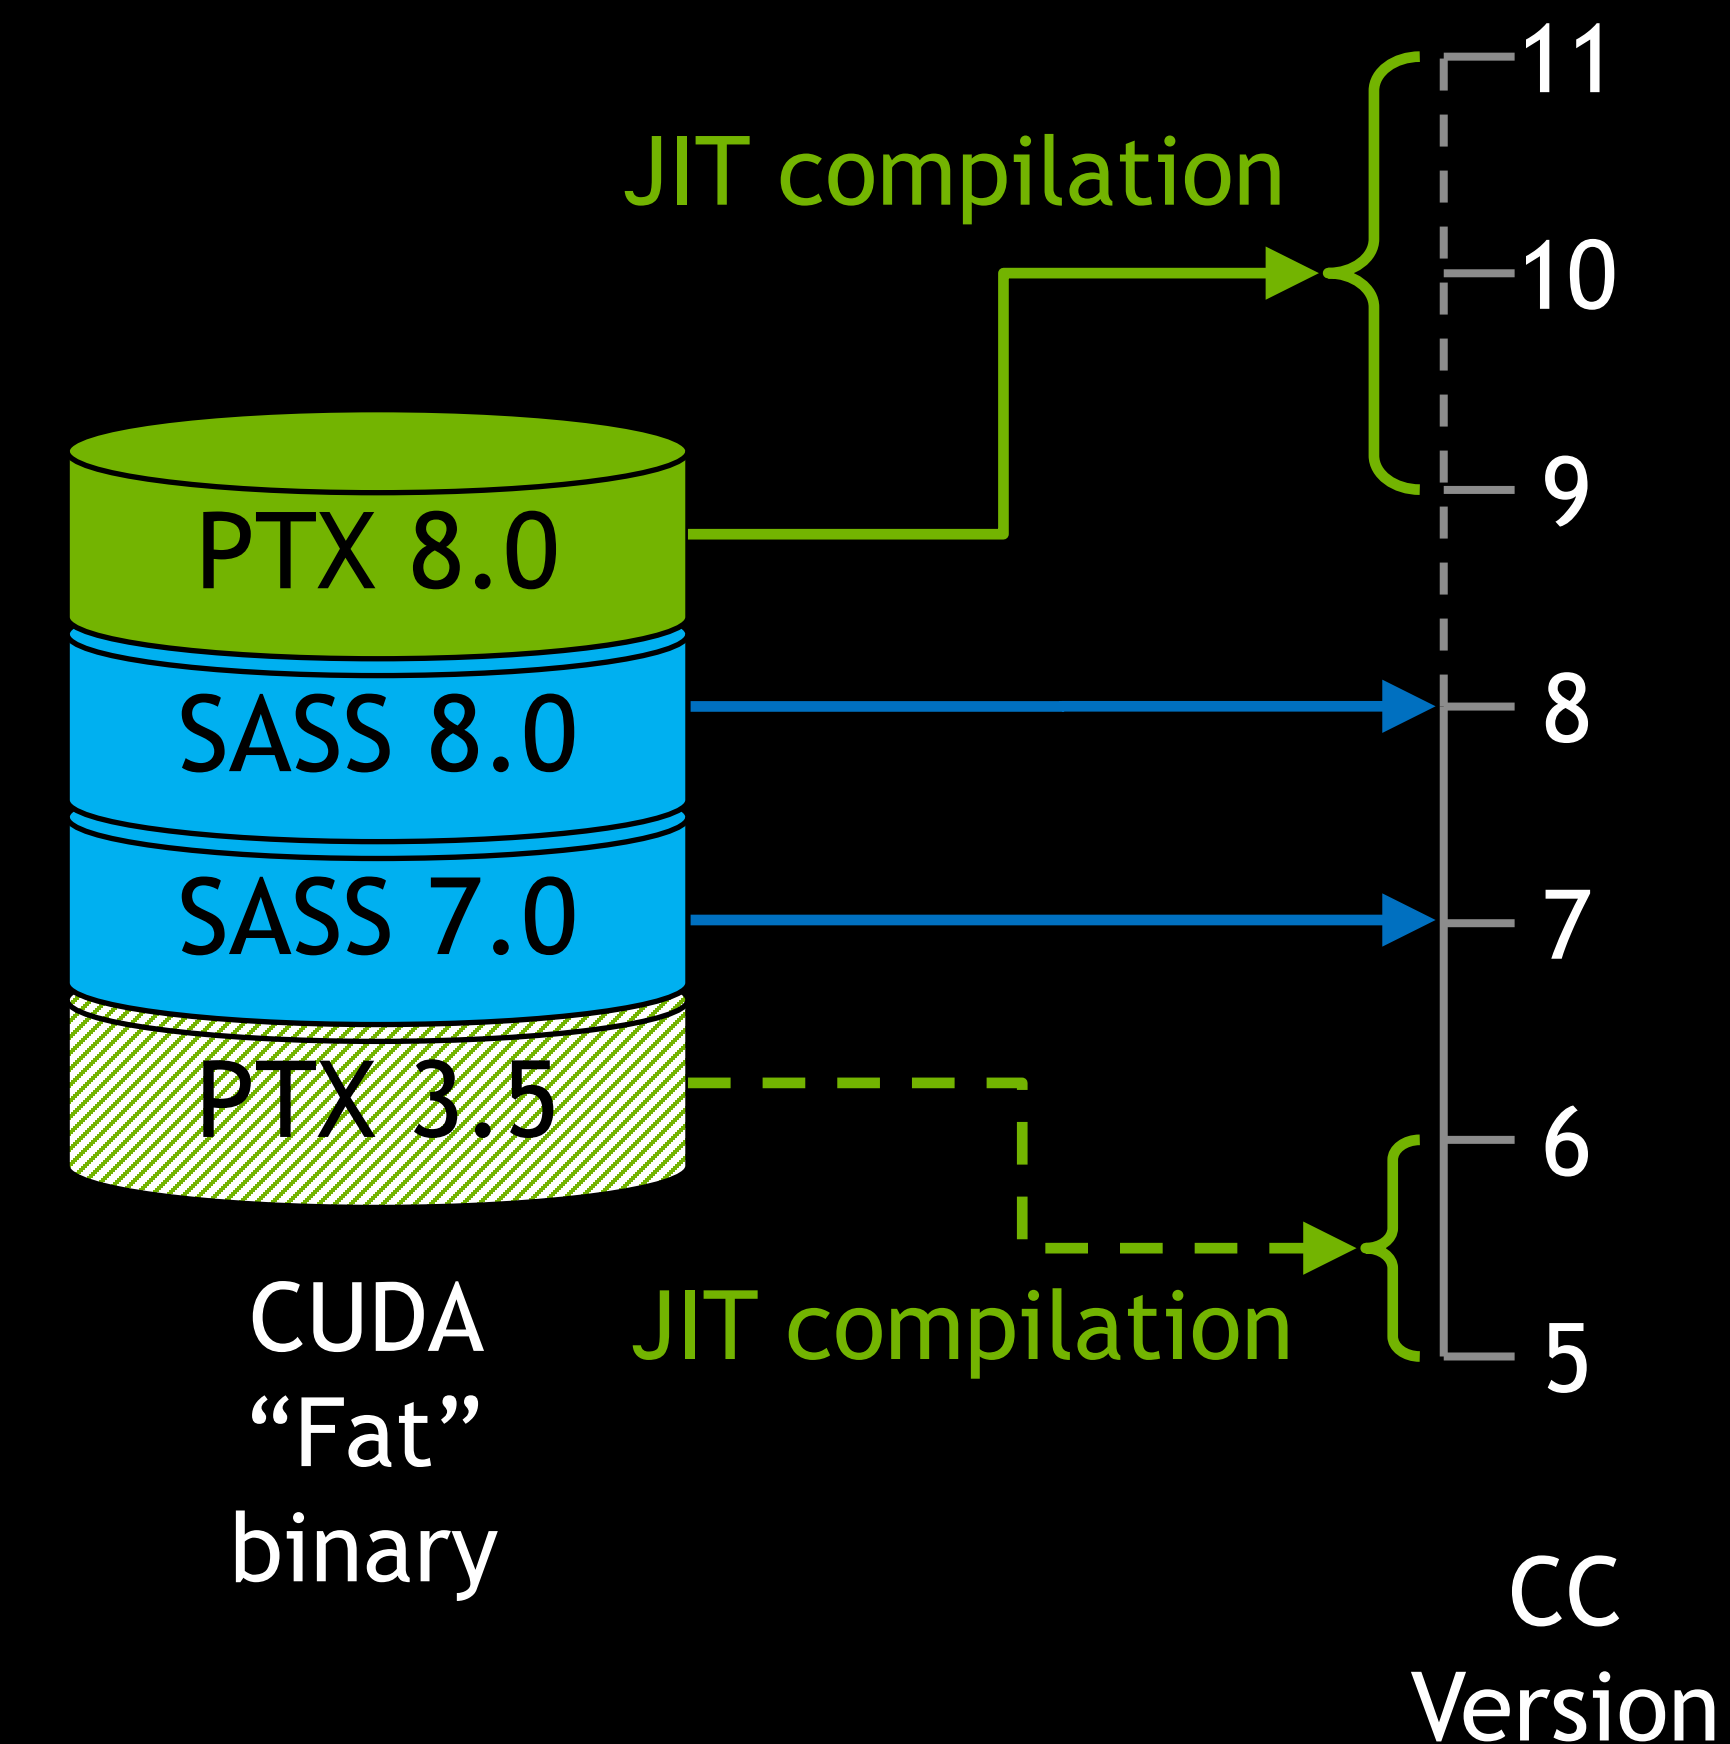 11
JIT compilation
10
9
PTX 8.0
SASS 8.0
8
SASS 7.0
7
PTX 3.5
6
JIT compilation
5
CUDA
“Fat”
binary
CC
Version